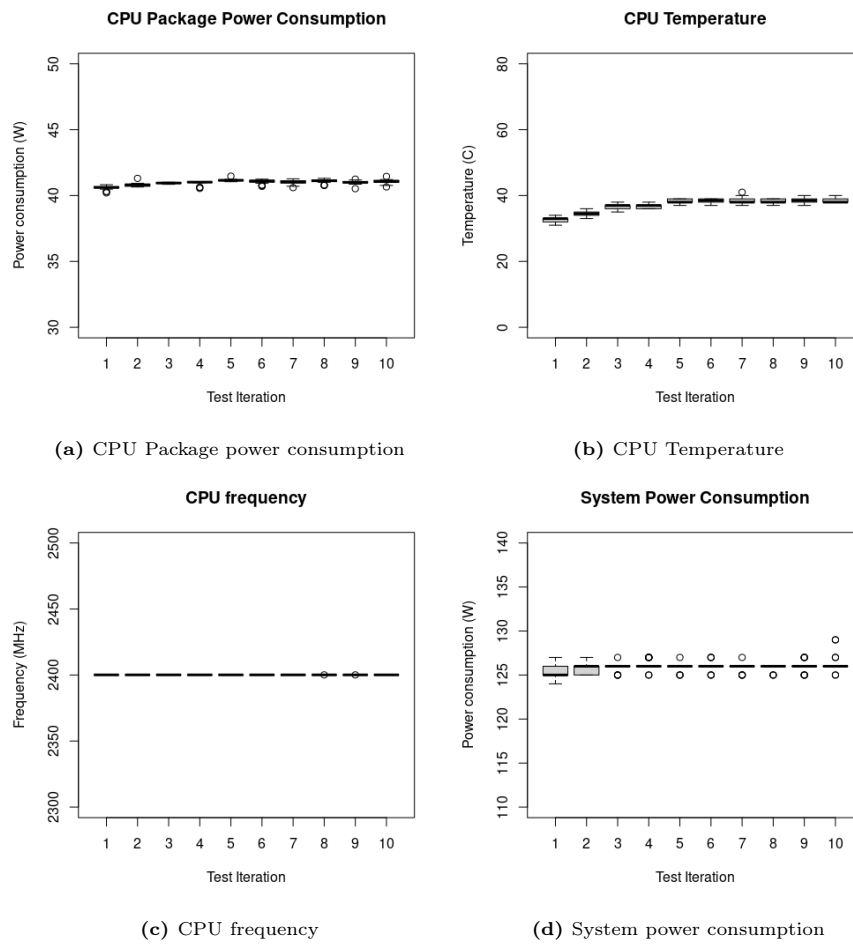 CPU Package Power Consumption
Power consumption (W)
50
45
40
35
30
1 2 3 4 5 6 7 8 9 10
Test Iteration
(a) CPU Package power consumption
CPU Temperature
Temperature (C)
80
60
40
20
0
1 2 3 4 5 6 7 8 9 10
Test Iteration
(b) CPU Temperature
CPU frequency
Frequency (MHz)
2500
2450
2400
2350
2300
1 2 3 4 5 6 7 8 9 10
Test Iteration
(c) CPU frequency
System Power Consumption
Power consumption (W)
140
135
130
125
120
115
110
1 2 3 4 5 6 7 8 9 10
Test Iteration
(d) System power consumption